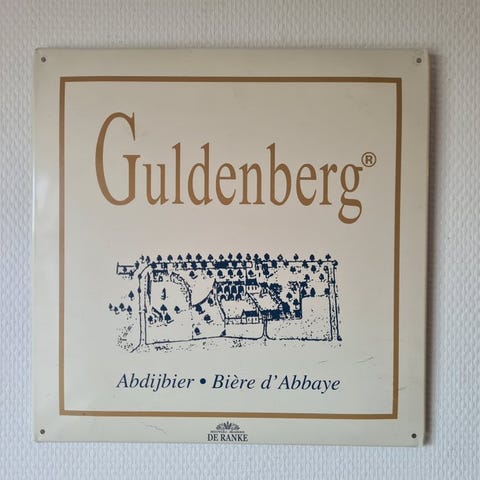 Guldenberg®
Abdijbier • Bière d'Abbaye
DE RANKE